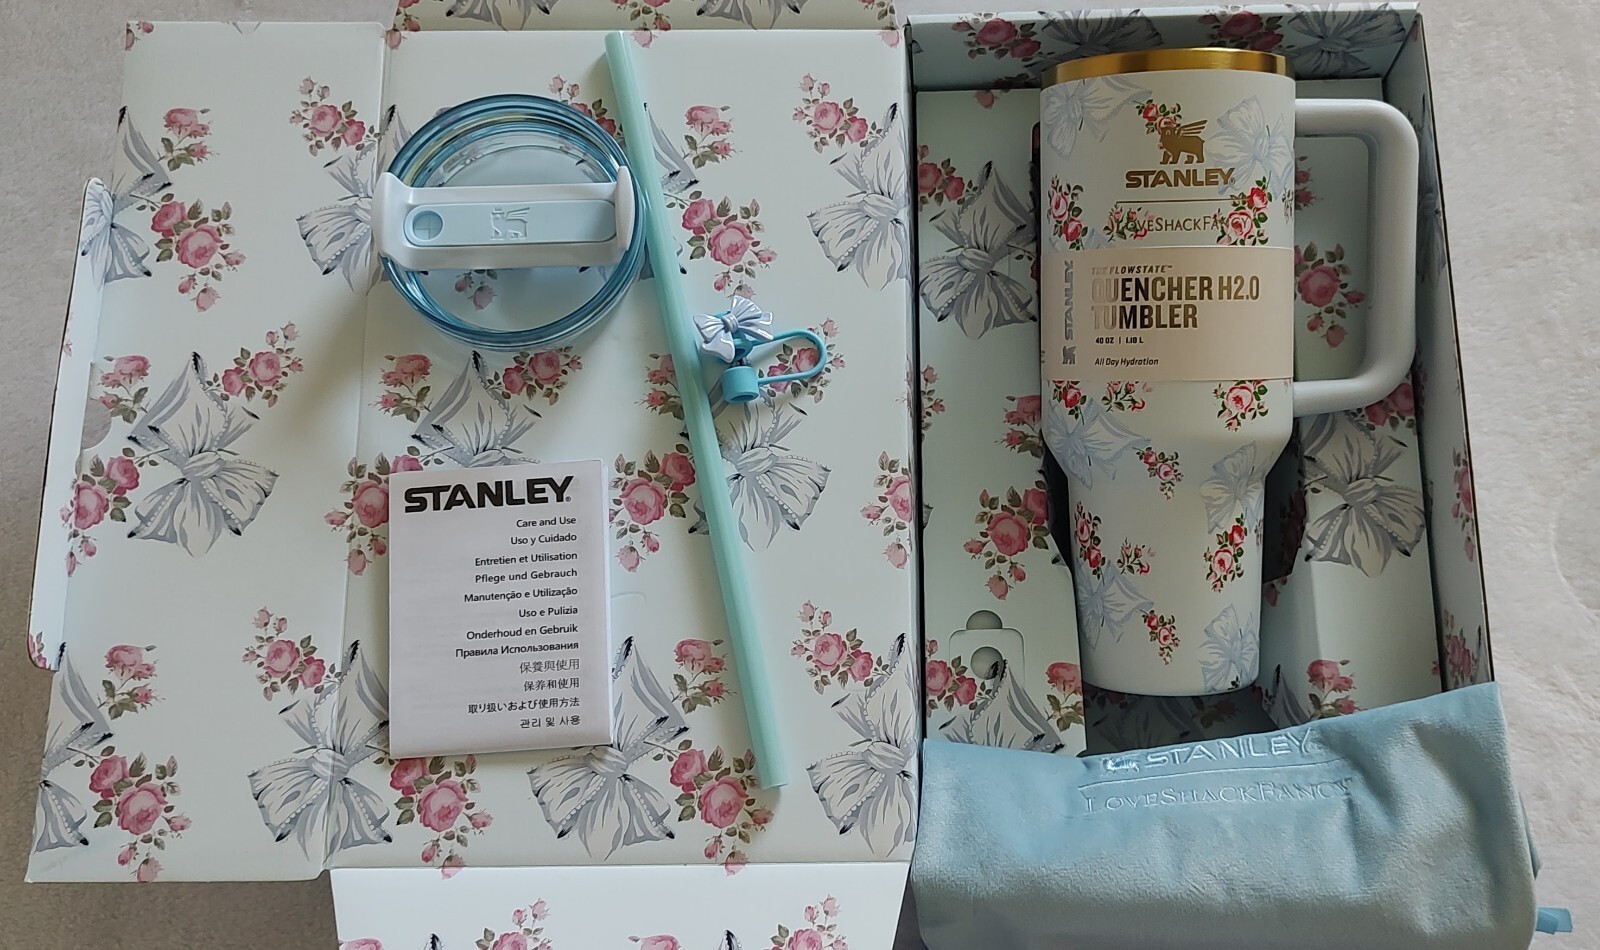 STANLEY
Care and Use
Uso y Cuidado
Entretien et Utilisation
Pflege und Gebrauch
Manutenção e Utilização
Uso e Pulizia
Onderhoud en Gebruik
Правила Использования
保養與使用
保养和使用
取り扱いおよび使用方法
관리 및 사용
STANLEY
LOVESHACKFAN
STANLEY
THE FLOWSTATE™
QUENCHER H2.0
TUMBLER
40 OZ | 1.18 L
All Day Hydration
STANLEY
LOVESHACKFANCY